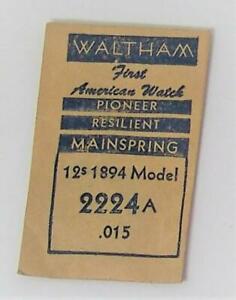 WALTHAM
First
American Watch
PIONEER
RESILIENT
MAINSPRING
12s 1894 Model
2224A
.015